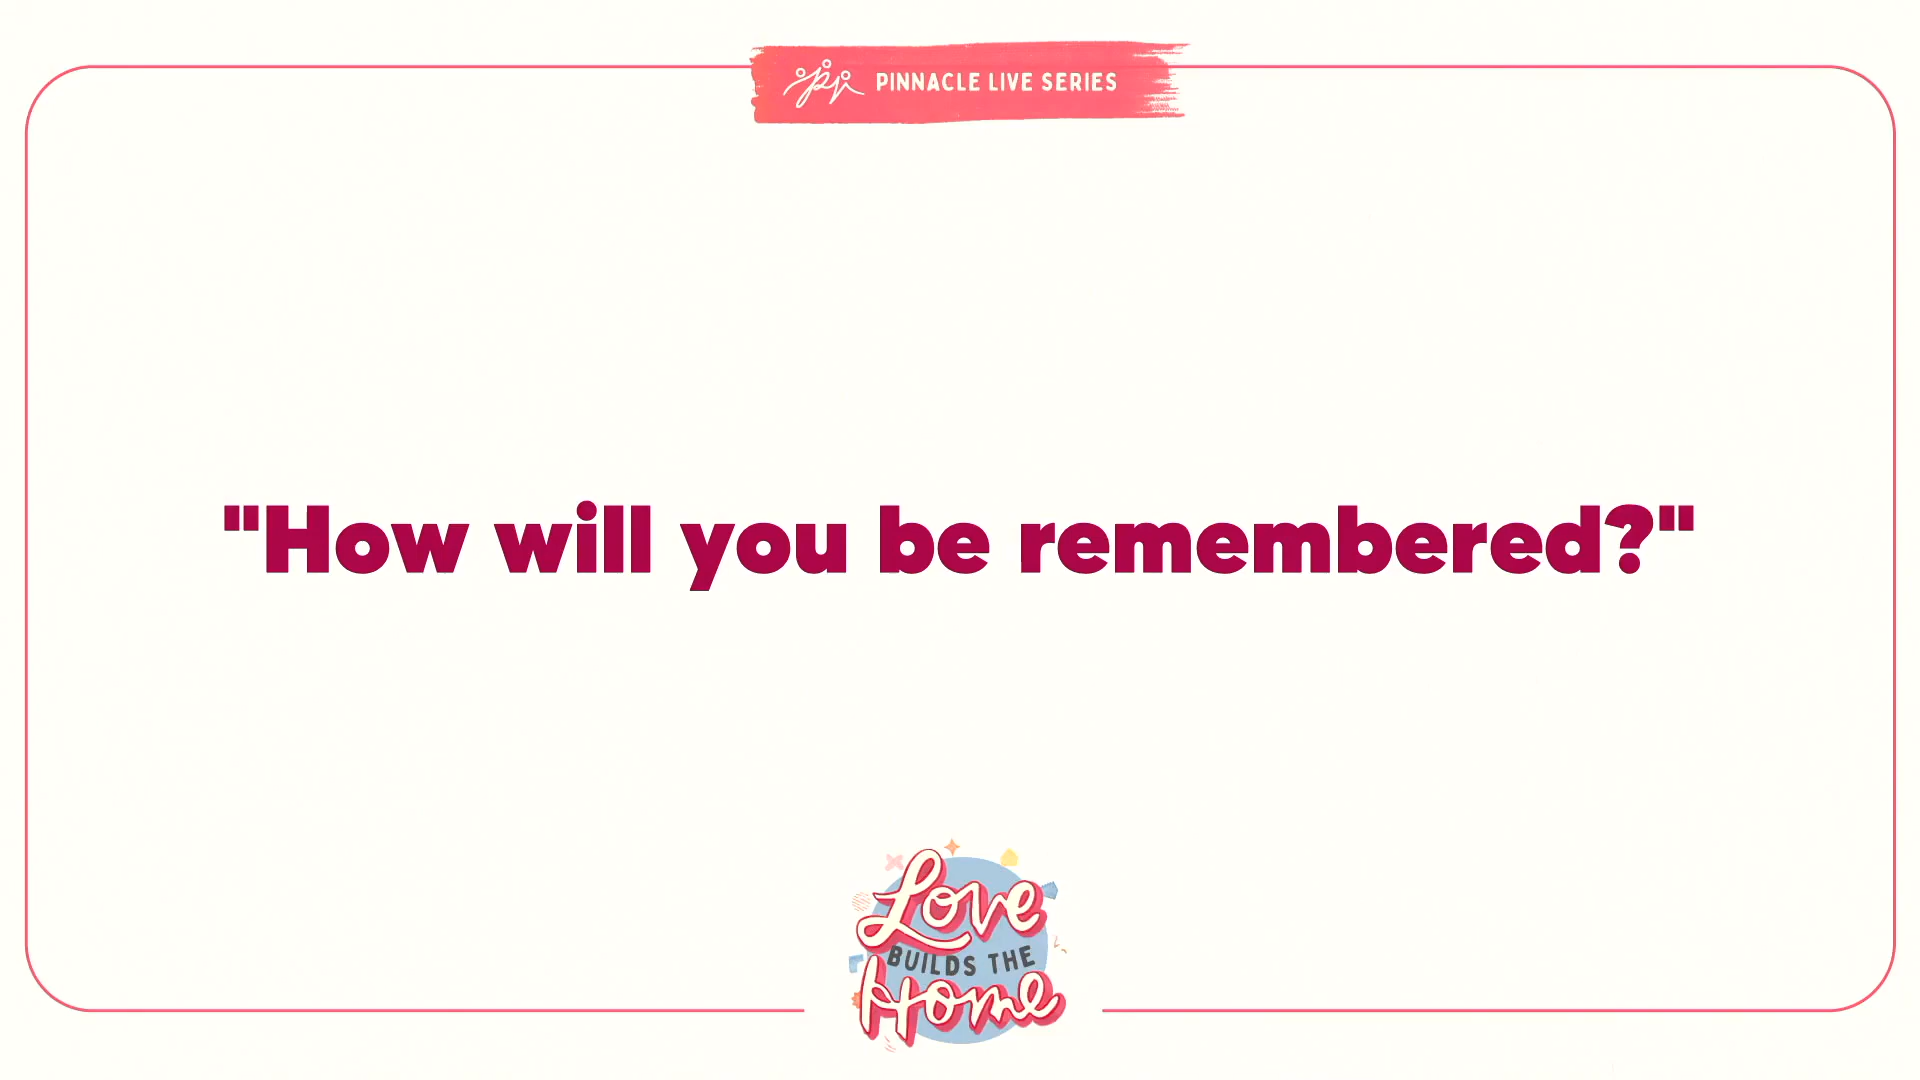 PINNACLE LIVE SERIES
"How will you be remembered?"
Love
BUILDS THE
Home